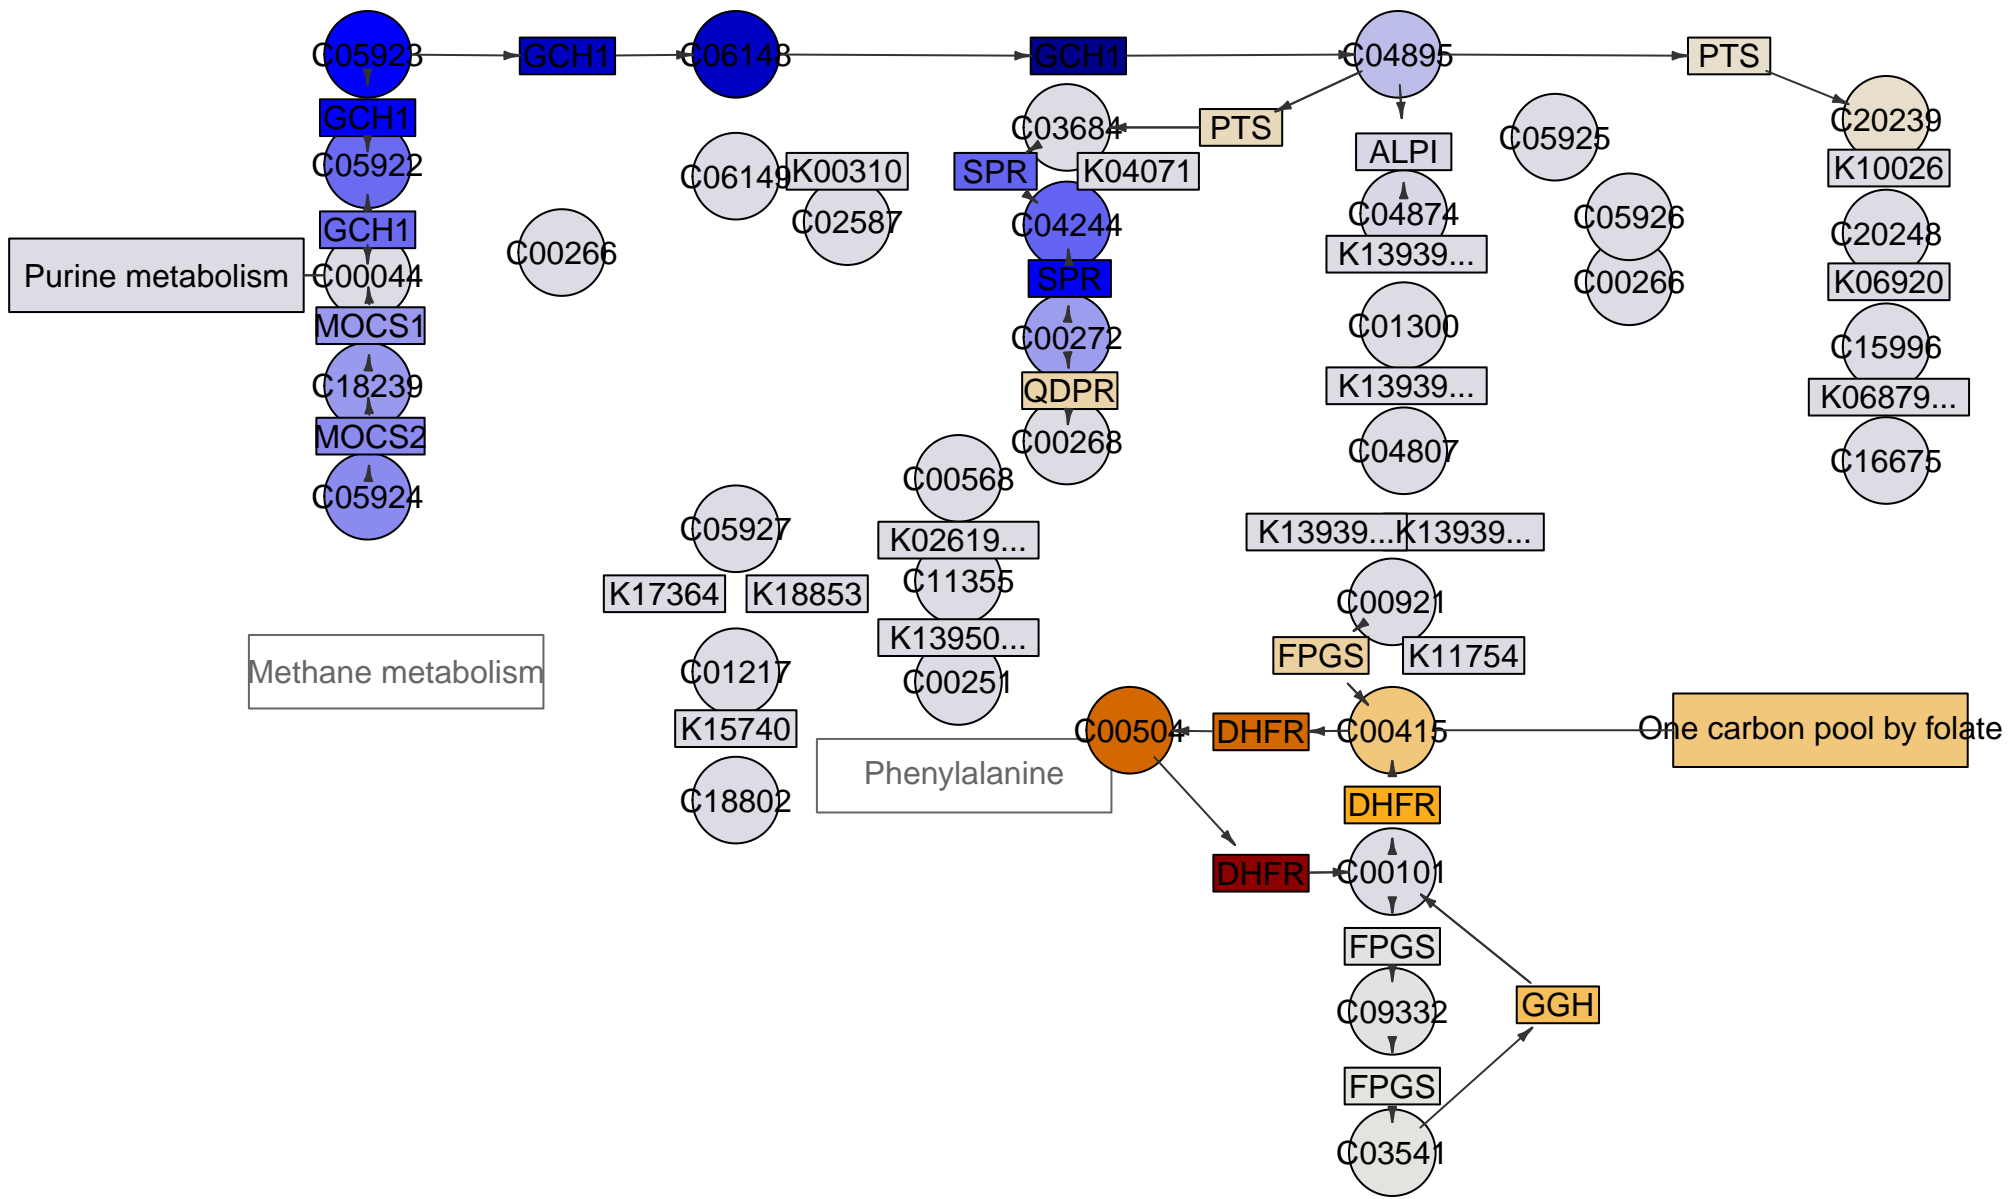 C05923
GCH1
C06148
GCH1
C04895
PTS
GCH1
C03684
PTS
C05925
C20239
C05922
C06149
K00310
SPR
K04071
ALPI
K10026
GCH1
C00266
C02587
C04244
C04874
C05926
C20248
K13939...
Purine metabolism
C00044
SPR
C00266
K06920
MOCS1
C00272
C01300
C15996
C18239
QDPR
K13939...
K06879...
MOCS2
C00268
C04807
C16675
C05924
C00568
C05927
K02619...
K13939...
K13939...
K17364
K18853
C11355
C00921
K13950...
FPGS
K11754
Methane metabolism
C01217
C00251
K15740
C00504
DHFR
C00415
One carbon pool by folate
Phenylalanine
C18802
DHFR
DHFR
C00101
FPGS
C09332
GGH
FPGS
C03541